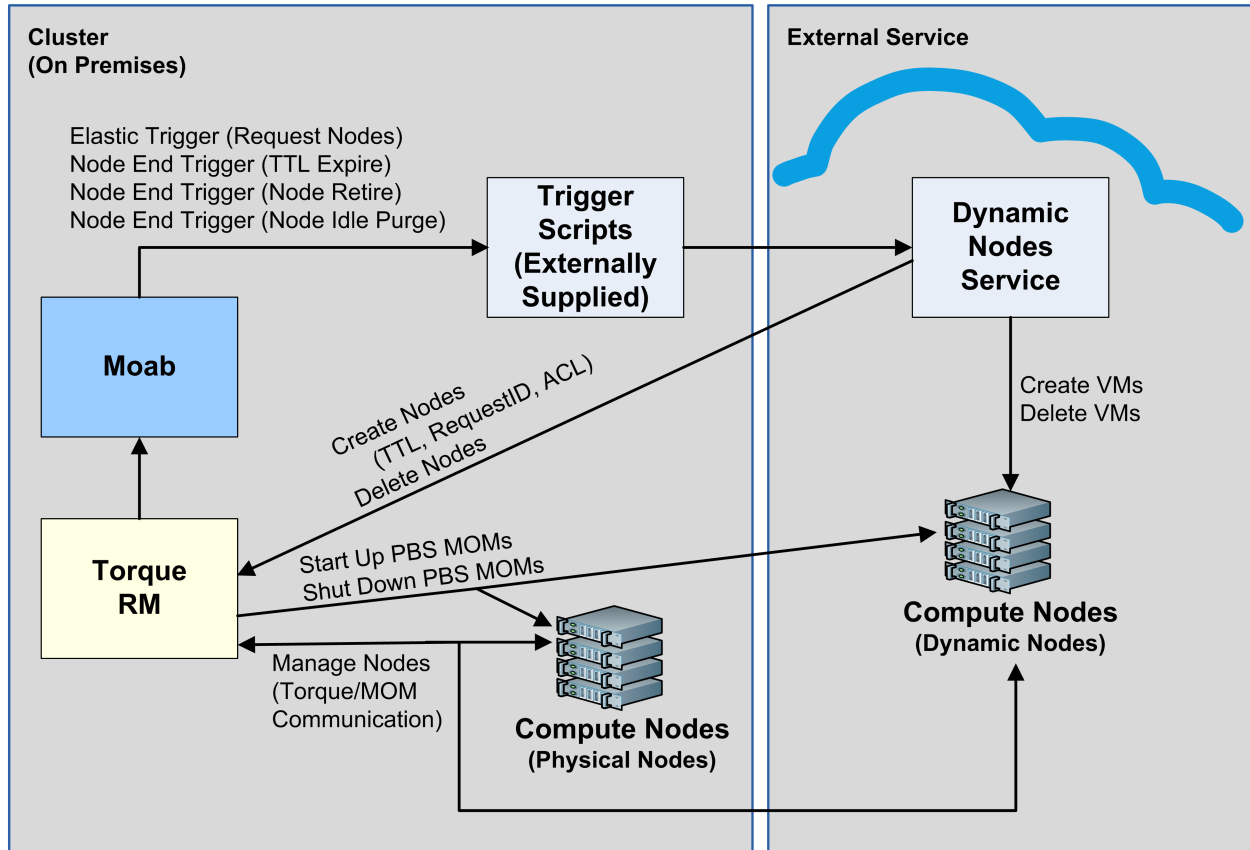 Cluster
(On Premises)
External Service
Elastic Trigger (Request Nodes)
Node End Trigger (TTL Expire)
Node End Trigger (Node Retire)
Node End Trigger (Node Idle Purge)
Trigger
Scripts
(Externally
Supplied)
Dynamic
Nodes
Service
Moab
Create Nodes
(TTL, RequestID, ACL)
Delete Nodes
Create VMs
Delete VMs
Torque
RM
Start Up PBS MOMs
Shut Down PBS MOMs
Compute Nodes
(Dynamic Nodes)
Manage Nodes
(Torque/MOM
Communication)
Compute Nodes
(Physical Nodes)